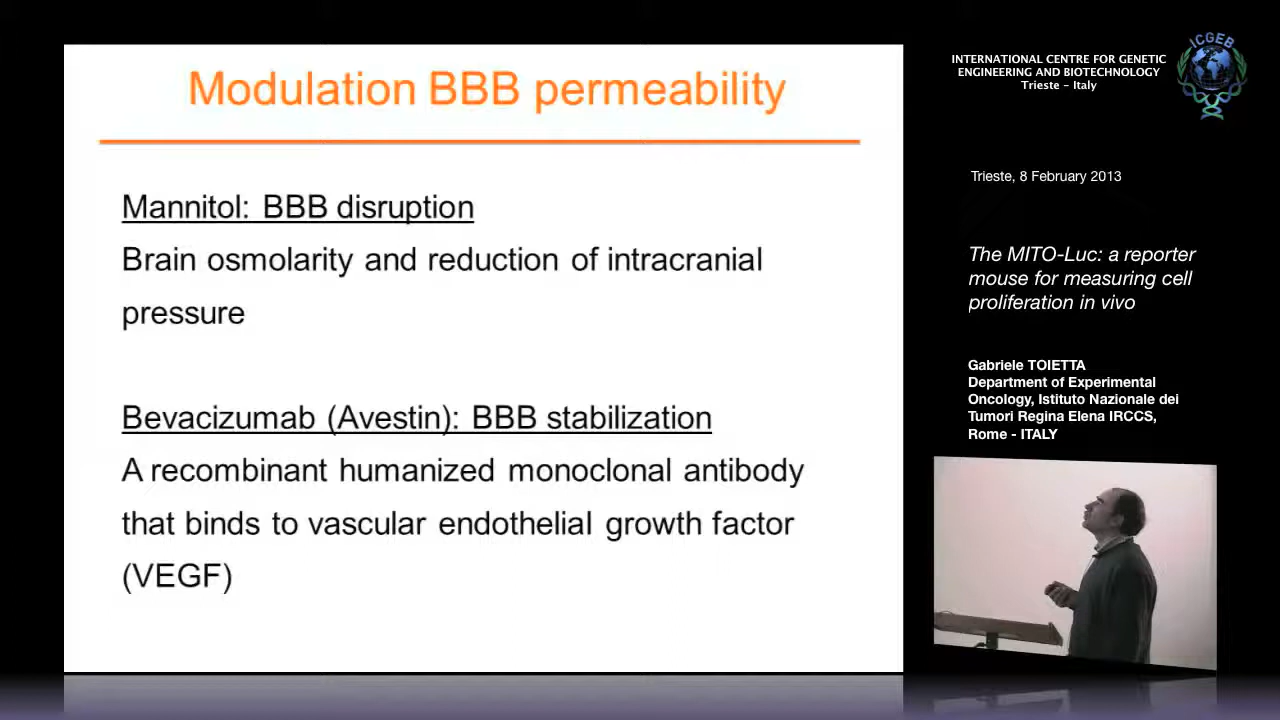 Modulation BBB permeability
Mannitol: BBB disruption
Brain osmolarity and reduction of intracranial
pressure
Bevacizumab (Avestin): BBB stabilization
A recombinant humanized monoclonal antibody
that binds to vascular endothelial growth factor
(VEGF)
INTERNATIONAL CENTRE FOR GENETIC
ENGINEERING AND BIOTECHNOLOGY
Trieste - Italy
ICGEB
Trieste, 8 February 2013
The MITO-Luc: a reporter
mouse for measuring cell
proliferation in vivo
Gabriele TOIETTA
Department of Experimental
Oncology, Istituto Nazionale dei
Tumori Regina Elena IRCCS,
Rome - ITALY